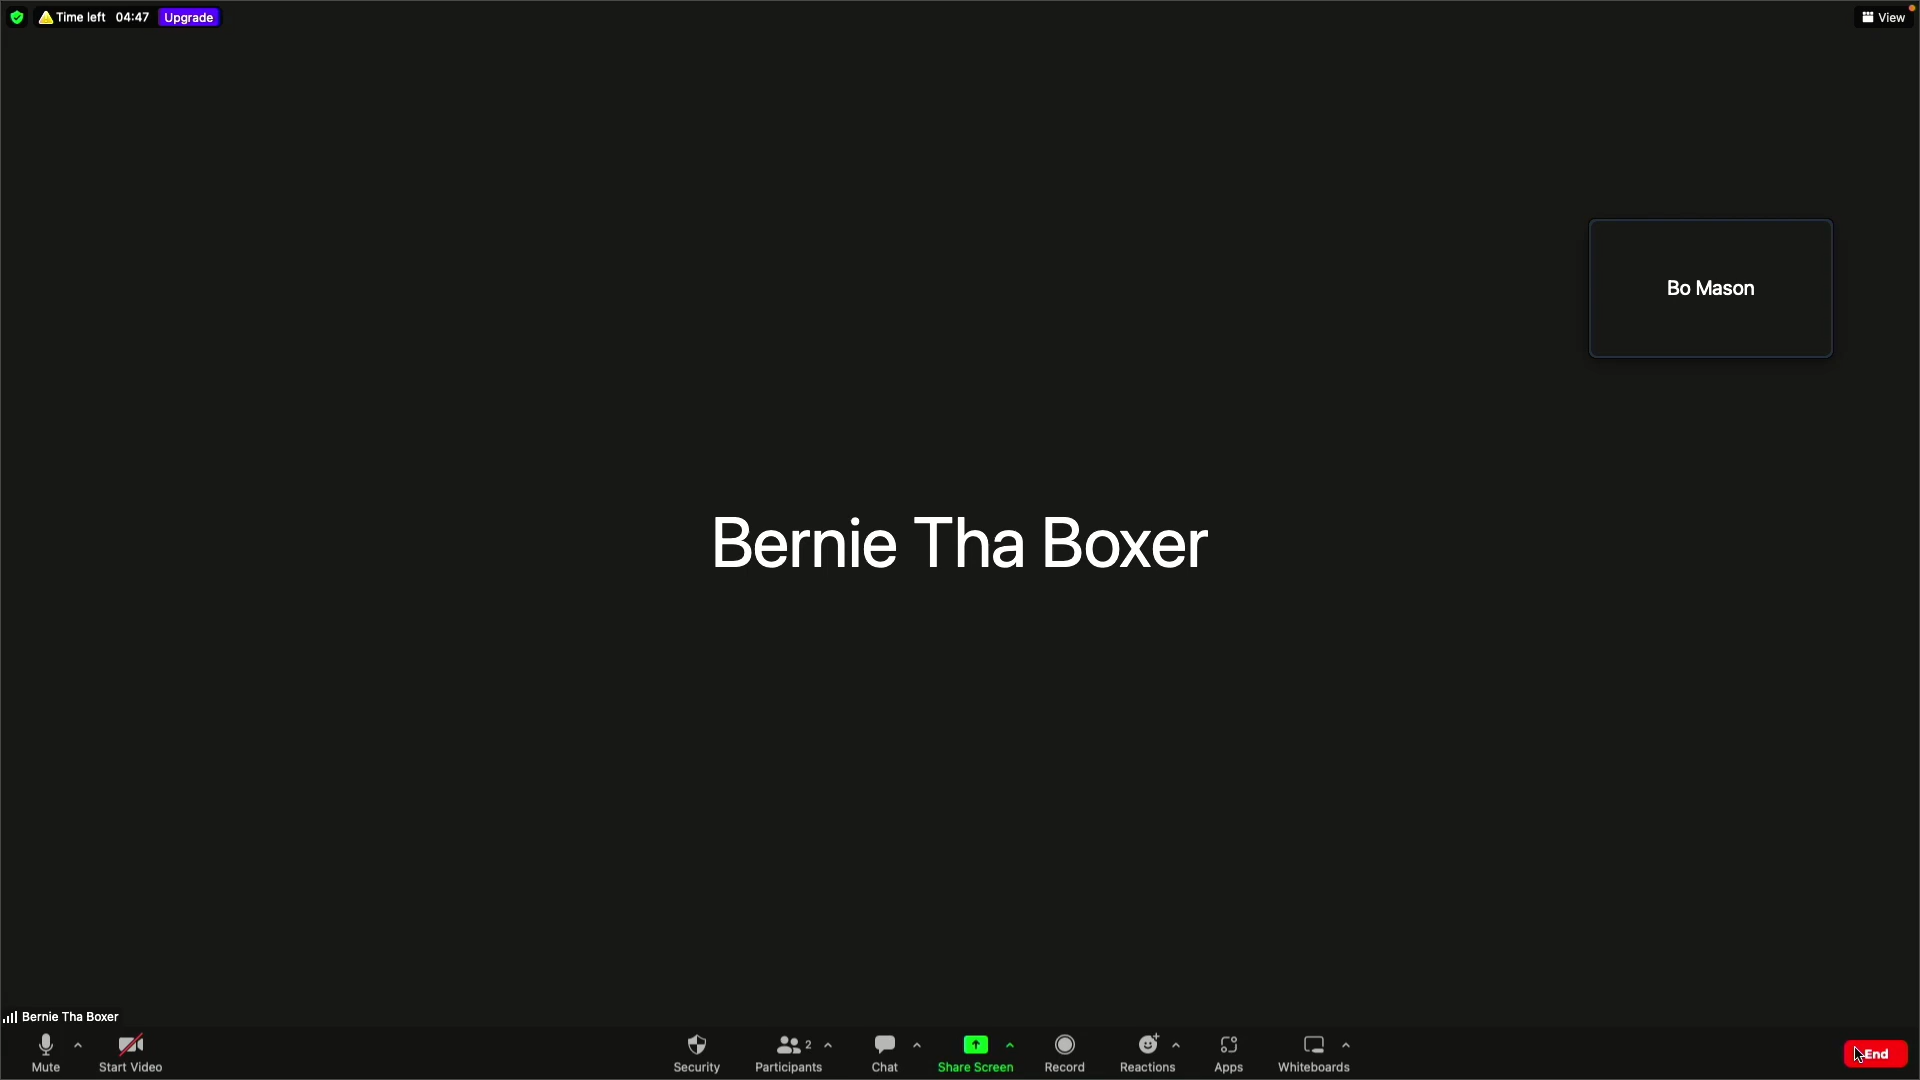 Time left 04:47 Upgrade
View
Bo Mason
Bernie Tha Boxer
Bernie Tha Boxer
Mute
Start Video
Security
Participants 2
Chat
Share Screen
Record
Reactions
Apps
Whiteboards
End